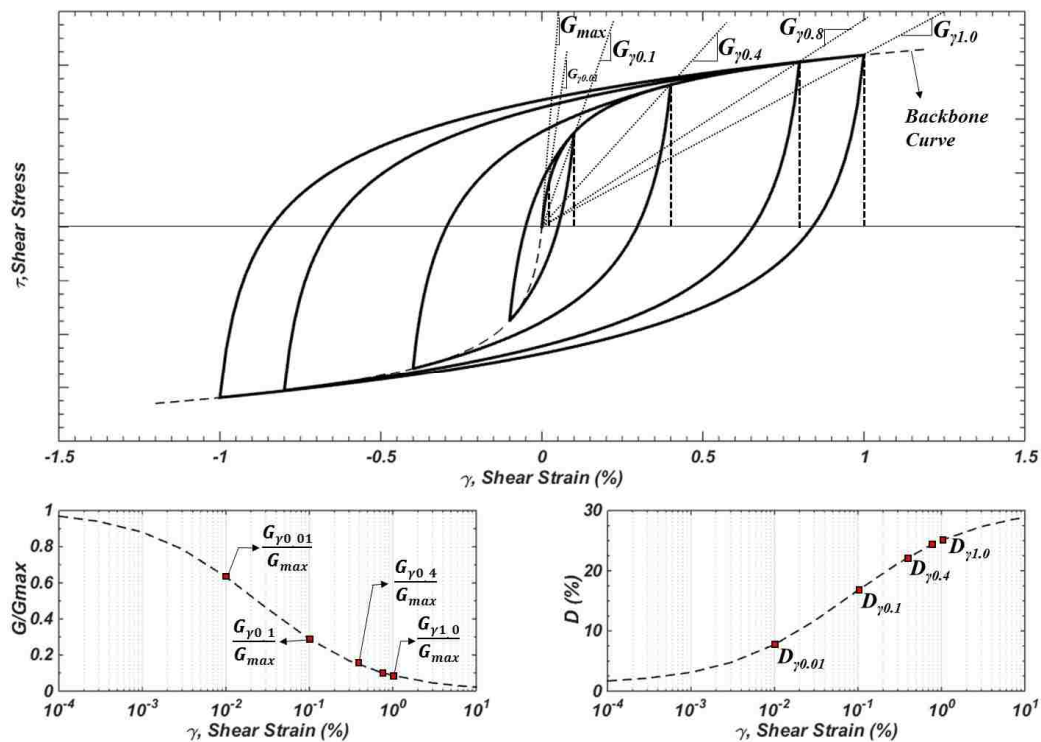 G_max
G_γ0.1
G_γ0.01
G_γ0.4
G_γ0.8
G_γ1.0
Backbone
Curve
τ,Shear Stress
-1.5 -1 -0.5 0 0.5 1 1.5
γ, Shear Strain (%)
1
0.8
0.6
0.4
0.2
0
G/Gmax
G_γ0 01
G_max
G_γ0 1
G_max
G_γ0 4
G_max
G_γ1 0
G_max
10^-4 10^-3 10^-2 10^-1 10^0 10^1
γ, Shear Strain (%)
30
20
10
0
D (%)
D_γ0.01
D_γ0.1
D_γ0.4
D_γ1.0
10^-4 10^-3 10^-2 10^-1 10^0 10^1
γ, Shear Strain (%)